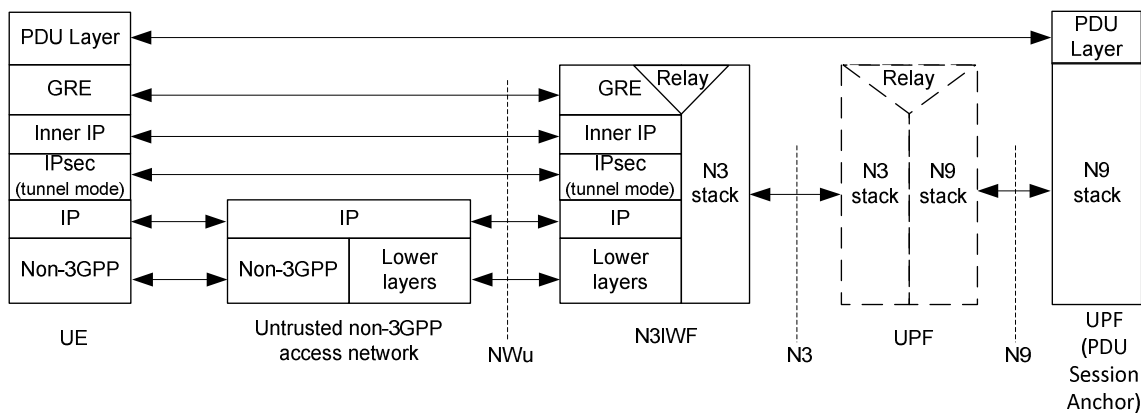 PDU Layer
PDU
Layer
GRE
GRE
Relay
Relay
Inner IP
Inner IP
IPsec
(tunnel mode)
IPsec
(tunnel mode)
N3
stack
N3
stack
N9
stack
N9
stack
IP
IP
IP
Non-3GPP
Non-3GPP
Lower
layers
Lower
layers
UE
Untrusted non-3GPP
access network
NWu
N3IWF
N3
UPF
N9
UPF
(PDU
Session
Anchor)